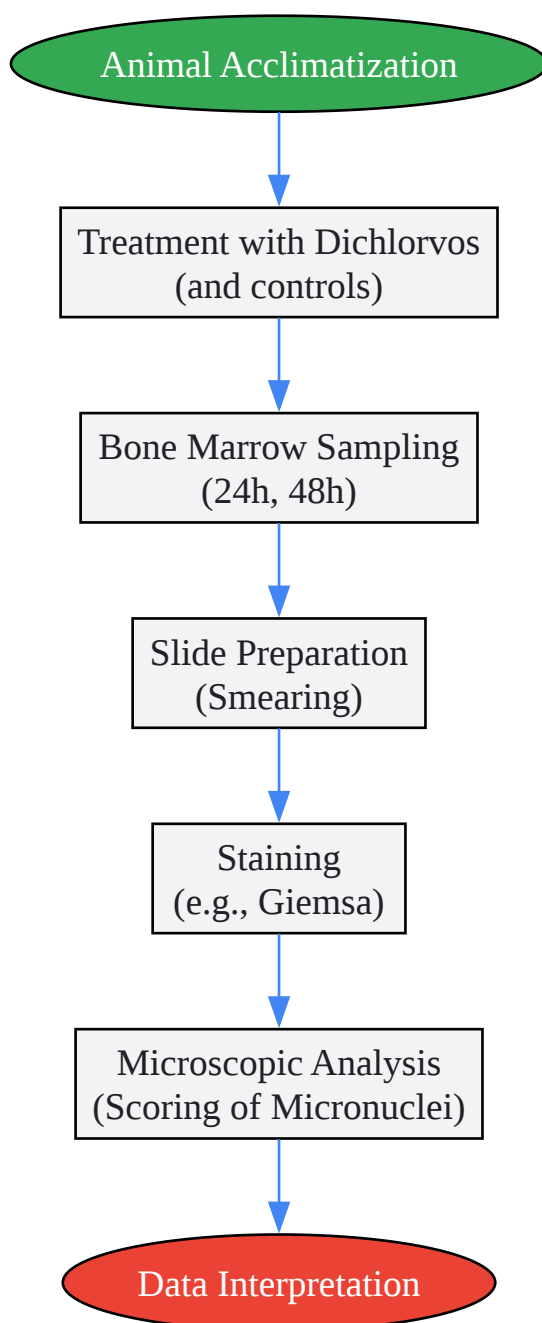 Animal Acclimatization
Treatment with Dichlorvos
(and controls)
Bone Marrow Sampling
(24h, 48h)
Slide Preparation
(Smearing)
Staining
(e.g., Giemsa)
Microscopic Analysis
(Scoring of Micronuclei)
Data Interpretation